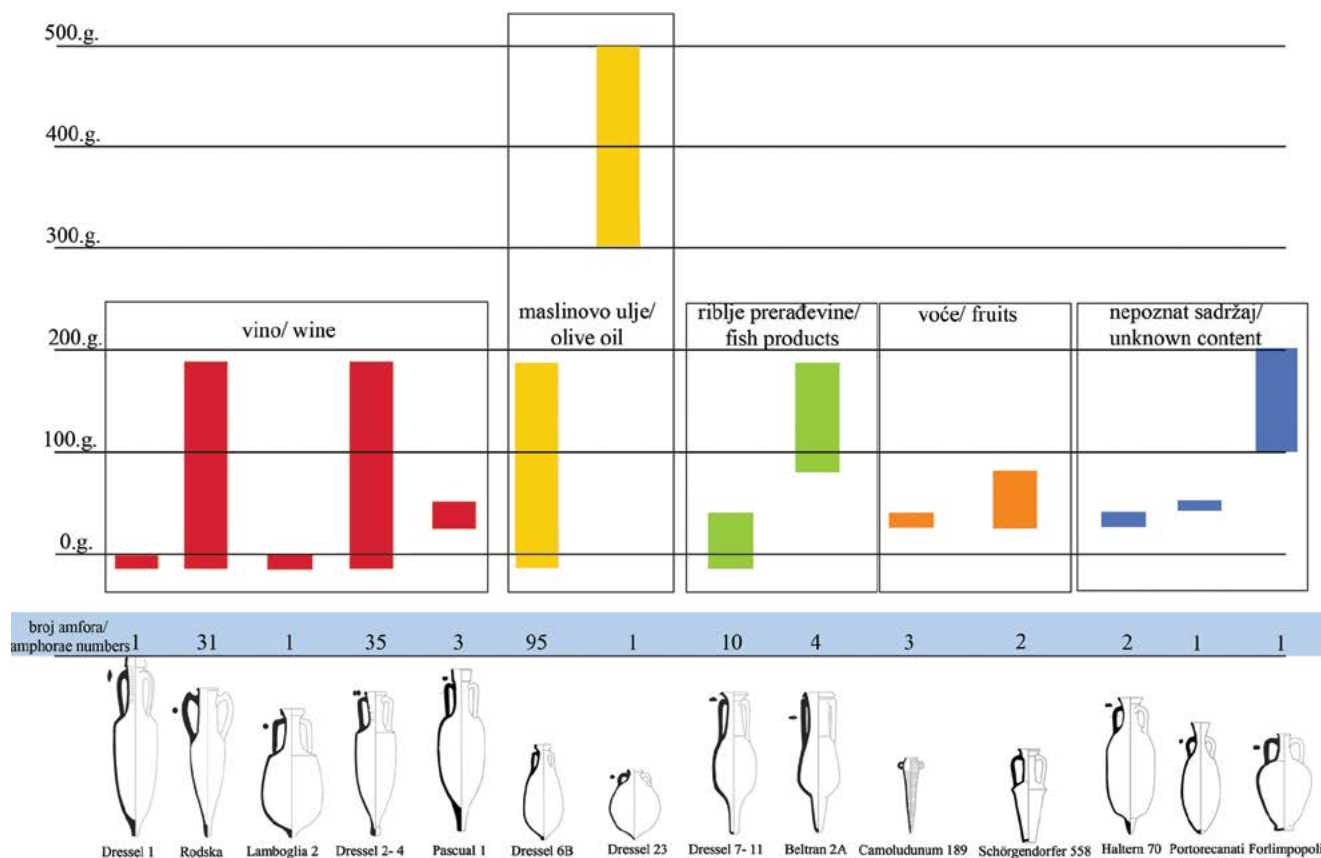 500.g.
400.g.
300.g.
vino/ wine
maslinovo ulje/
olive oil
riblje prerađevine/
fish products
voće/ fruits
nepoznat sadržaj/
unknown content
200.g.
100.g.
0.g.
broj amfora/
amphorae numbers
1 31 1 35 3 95 1 10 4 3 2 2 1 1
Dressel 1 Rodska Lamboglia 2 Dressel 2- 4 Pascual 1 Dressel 6B Dressel 23 Dressel 7- 11 Beltran 2A Camoludunum 189 Schörgendorfer 558 Haltern 70 Portorecanati Forlimpopoli